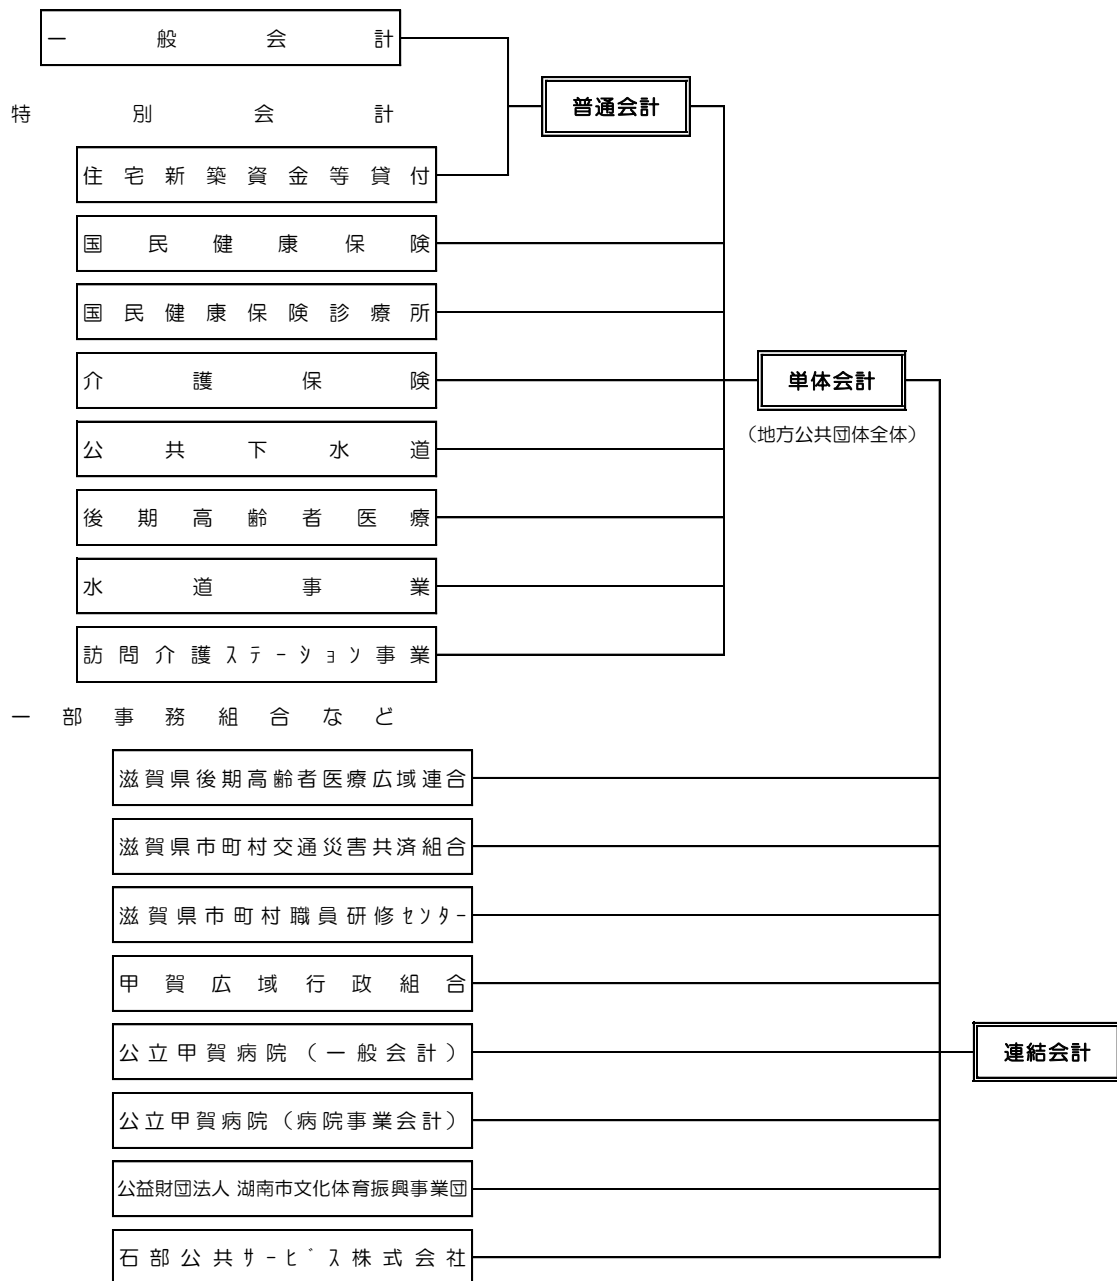 一般会計
普通会計
特別会計
住宅新築資金等貸付
国民健康保険
国民健康保険診療所
介護保険
単体会計
（地方公共団体全体）
公共下水道
後期高齢者医療
水道事業
訪問介護ｽﾃｰｼｮﾝ事業
一部事務組合など
滋賀県後期高齢者医療広域連合
滋賀県市町村交通災害共済組合
滋賀県市町村職員研修ｾﾝﾀｰ
甲賀広域行政組合
公立甲賀病院（一般会計）
連結会計
公立甲賀病院（病院事業会計）
公益財団法人 湖南市文化体育振興事業団
石部公共ｻｰﾋﾞｽ株式会社